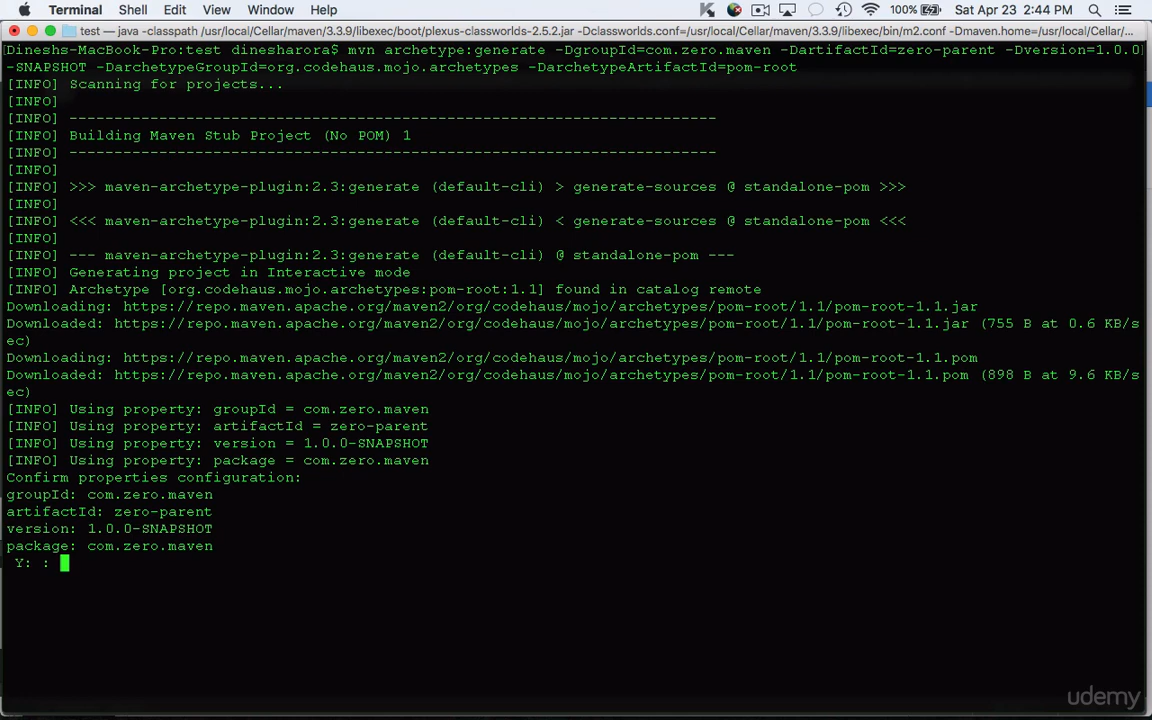 Terminal Shell Edit View Window Help 100% Sat Apr 23 2:44 PM
test — java -classpath /usr/local/Cellar/maven/3.3.9/libexec/boot/plexus-classworlds-2.5.2.jar -Dclassworlds.conf=/usr/local/Cellar/maven/3.3.9/libexec/bin/m2.conf -Dmaven.home=/usr/local/Cellar/...
[Dineshs-MacBook-Pro:test dinesharora$ mvn archetype:generate -DgroupId=com.zero.maven -DartifactId=zero-parent -Dversion=1.0.0]
-SNAPSHOT -DarchetypeGroupId=org.codehaus.mojo.archetypes -DarchetypeArtifactId=pom-root
[INFO] Scanning for projects...
[INFO]
[INFO] ------------------------------------------------------------------------
[INFO] Building Maven Stub Project (No POM) 1
[INFO] ------------------------------------------------------------------------
[INFO]
[INFO] >>> maven-archetype-plugin:2.3:generate (default-cli) > generate-sources @ standalone-pom >>>
[INFO]
[INFO] <<< maven-archetype-plugin:2.3:generate (default-cli) < generate-sources @ standalone-pom <<<
[INFO]
[INFO] --- maven-archetype-plugin:2.3:generate (default-cli) @ standalone-pom ---
[INFO] Generating project in Interactive mode
[INFO] Archetype [org.codehaus.mojo.archetypes:pom-root:1.1] found in catalog remote
Downloading: https://repo.maven.apache.org/maven2/org/codehaus/mojo/archetypes/pom-root/1.1/pom-root-1.1.jar
Downloaded: https://repo.maven.apache.org/maven2/org/codehaus/mojo/archetypes/pom-root/1.1/pom-root-1.1.jar (755 B at 0.6 KB/s
ec)
Downloading: https://repo.maven.apache.org/maven2/org/codehaus/mojo/archetypes/pom-root/1.1/pom-root-1.1.pom
Downloaded: https://repo.maven.apache.org/maven2/org/codehaus/mojo/archetypes/pom-root/1.1/pom-root-1.1.pom (898 B at 9.6 KB/s
ec)
[INFO] Using property: groupId = com.zero.maven
[INFO] Using property: artifactId = zero-parent
[INFO] Using property: version = 1.0.0-SNAPSHOT
[INFO] Using property: package = com.zero.maven
Confirm properties configuration:
groupId: com.zero.maven
artifactId: zero-parent
version: 1.0.0-SNAPSHOT
package: com.zero.maven
Y: :
udemy